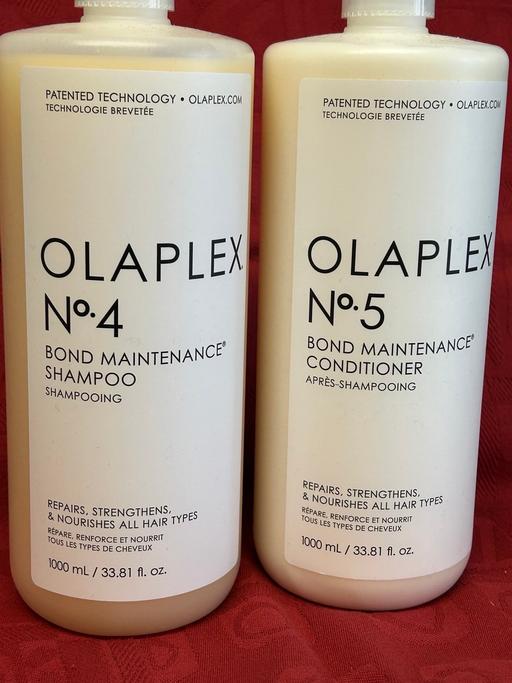 PATENTED TECHNOLOGY • OLAPLEX.COM
TECHNOLOGIE BREVETÉE
OLAPLEX.
Nº.4
BOND MAINTENANCE®
SHAMPOO
SHAMPOOING
REPAIRS, STRENGTHENS,
& NOURISHES ALL HAIR TYPES
RÉPARE, RENFORCE ET NOURRIT
TOUS LES TYPES DE CHEVEUX
1000 mL / 33.81 fl. oz.
PATENTED TECHNOLOGY • OLAPLEX.COM
TECHNOLOGIE BREVETÉE
OLAPLEX
Nº.5
BOND MAINTENANCE®
CONDITIONER
APRÈS-SHAMPOOING
REPAIRS, STRENGTHENS,
& NOURISHES ALL HAIR TYPES
RÉPARE, RENFORCE ET NOURRIT
TOUS LES TYPES DE CHEVEUX
1000 mL / 33.81 fl. oz.